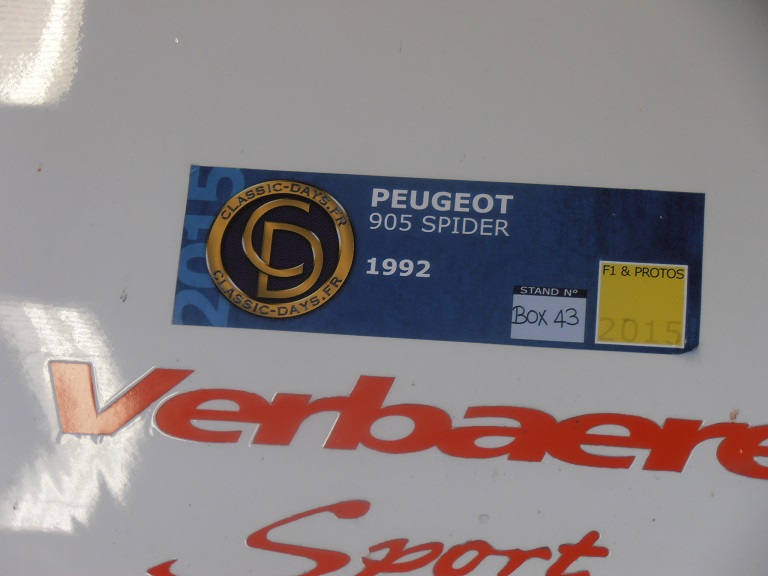 2015
CLASSIC-DAYS.FR
CD
CLASSIC-DAYS.FR
PEUGEOT
905 SPIDER
1992
STAND N°
BOX 43
F1 & PROTOS
2015
Verbaere
Sport